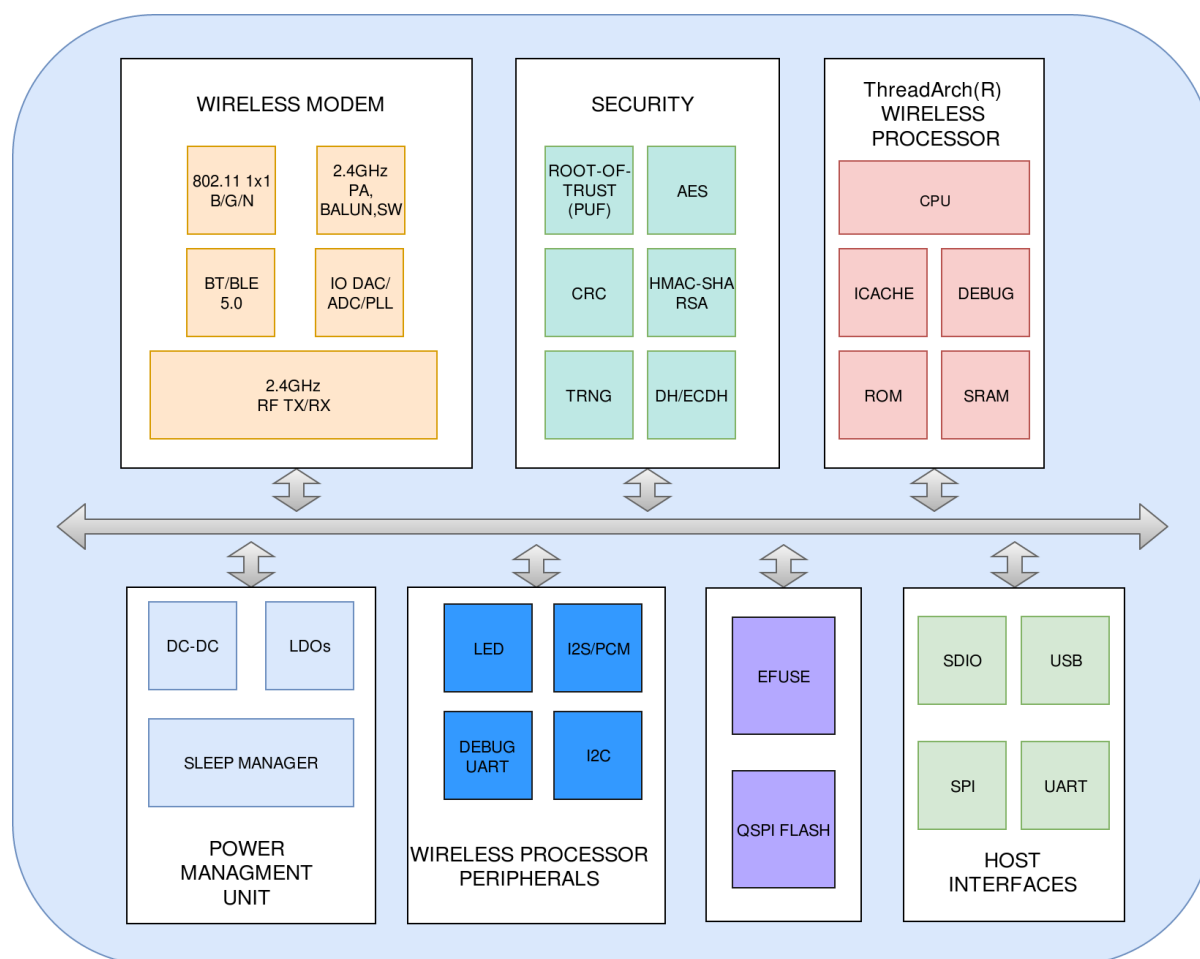 WIRELESS MODEM
802.11 1x1
B/G/N
2.4GHz
PA,
BALUN,SW
BT/BLE
5.0
IO DAC/
ADC/PLL
2.4GHz
RF TX/RX
SECURITY
ROOT-OF-
TRUST
(PUF)
AES
CRC
HMAC-SHA
RSA
TRNG
DH/ECDH
ThreadArch(R)
WIRELESS
PROCESSOR
CPU
ICACHE
DEBUG
ROM
SRAM
DC-DC
LDOs
SLEEP MANAGER
POWER
MANAGMENT
UNIT
LED
I2S/PCM
DEBUG
UART
I2C
WIRELESS PROCESSOR
PERIPHERALS
EFUSE
QSPI FLASH
SDIO
USB
SPI
UART
HOST
INTERFACES